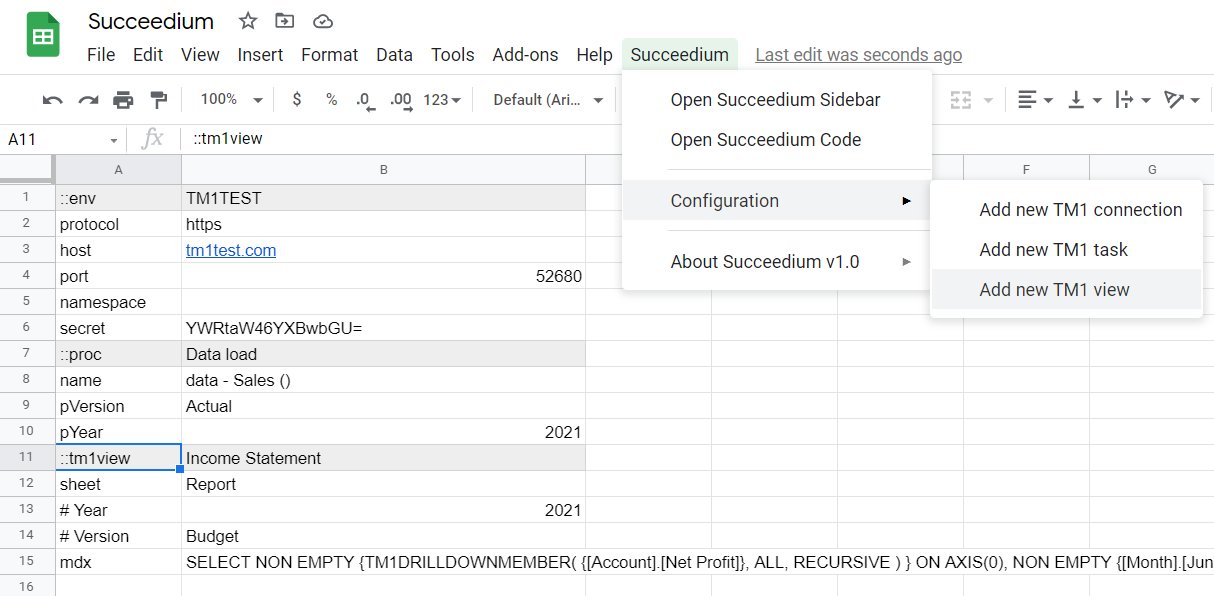 Succeedium
File Edit View Insert Format Data Tools Add-ons Help Succeedium Last edit was seconds ago
100% $ % .0 .00 123 Default (Ari...
Open Succeedium Sidebar
Open Succeedium Code
Configuration
About Succeedium v1.0
Add new TM1 connection
Add new TM1 task
Add new TM1 view
A11 fx ::tm1view
A B F G
1 ::env TM1TEST
2 protocol https
3 host tm1test.com
4 port 52680
5 namespace
6 secret YWRtaW46YXBwbGU=
7 ::proc Data load
8 name data - Sales ()
9 pVersion Actual
10 pYear 2021
11 ::tm1view Income Statement
12 sheet Report
13 # Year 2021
14 # Version Budget
15 mdx SELECT NON EMPTY {TM1DRILLDOWNMEMBER( {[Account].[Net Profit]}, ALL, RECURSIVE ) } ON AXIS(0), NON EMPTY {[Month].[Jun
16